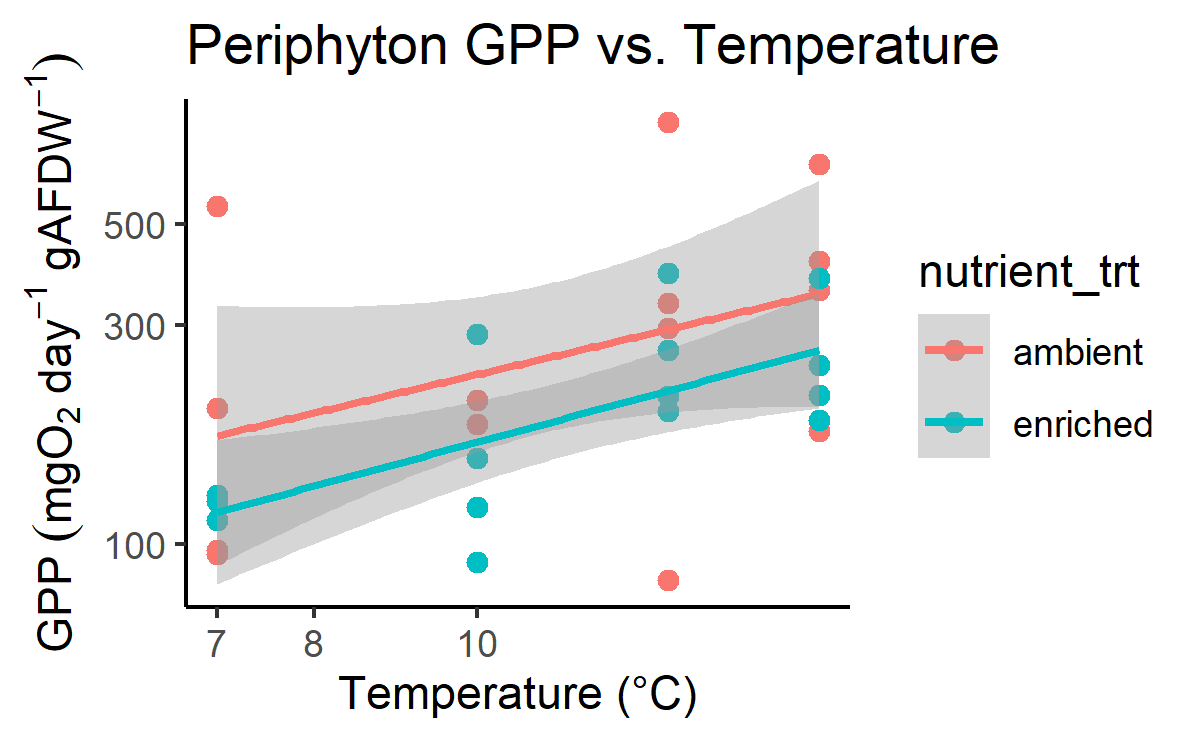 Periphyton GPP vs. Temperature
GPP (mgO₂ day⁻¹ gAFDW⁻¹)
500
300
100
7 8 10
Temperature (°C)
nutrient_trt
ambient
enriched